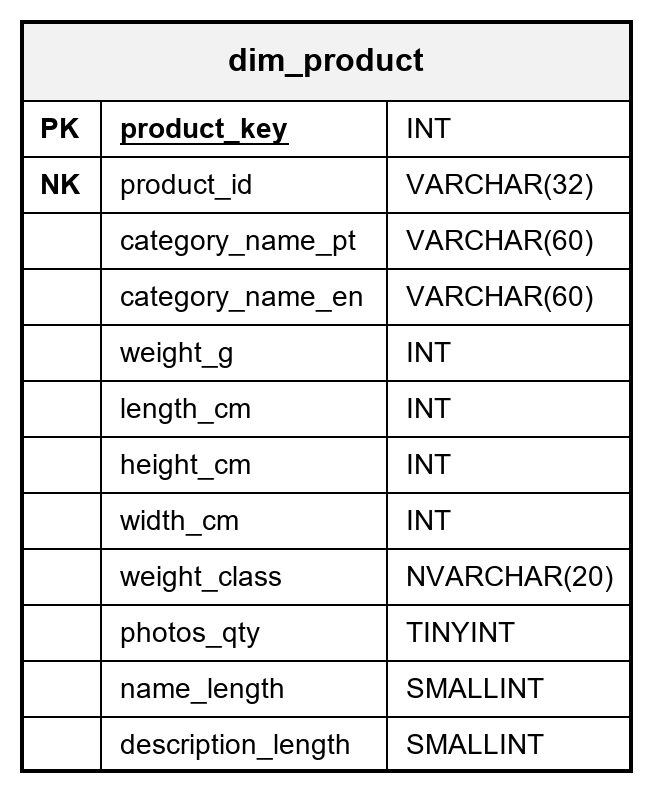 dim_product
PK product_key INT
NK product_id VARCHAR(32)
category_name_pt VARCHAR(60)
category_name_en VARCHAR(60)
weight_g INT
length_cm INT
height_cm INT
width_cm INT
weight_class NVARCHAR(20)
photos_qty TINYINT
name_length SMALLINT
description_length SMALLINT